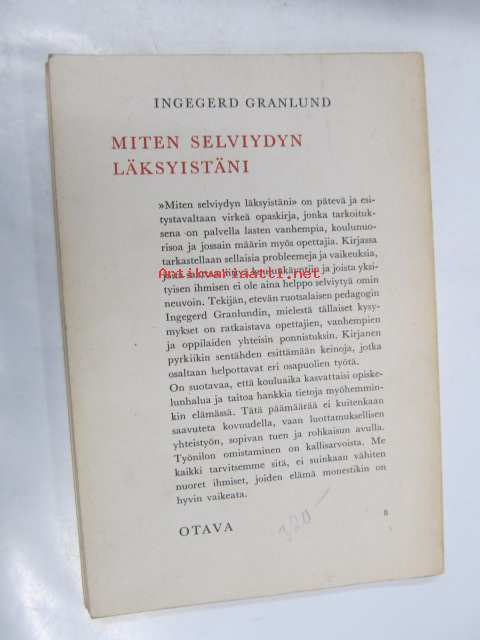 INGEGERD GRANLUND
MITEN SELVIYDYN
LÄKSYISTÄNI
»Miten selviydyn läksyistäni» on pätevä ja esi-
tystavaltaan virkeä opaskirja, jonka tarkoituk-
sena on palvella lasten vanhempia, koulunuo-
risoa ja jossain määrin myös opettajia. Kirjassa
tarkastellaan sellaisia probleemeja ja vaikeuksia,
ja joista yksi-
Antikvariaatti.net
tyisen ihmisen ei ole aina helppo selviytyä omin
neuvoin. Tekijän, etevän ruotsalaisen pedagogin
Ingegerd Granlundin, mielestä tällaiset kysy-
mykset on ratkaistava opettajien, vanhempien
ja oppilaiden yhteisin ponnistuksin. Kirjanen
pyrkiikin sentähden esittämään keinoja, jotka
osaltaan helpottavat eri osapuolien työtä.
On suotavaa, että kouluaika kasvattaisi opiske-
lunhalua ja taitoa hankkia tietoja myöhemmin-
kin elämässä. Tätä päämäärää ei kuitenkaan
saavuteta kovuudella, vaan luottamuksellisen
yhteistyön, sopivan tuen ja rohkaisun avulla.
Työnilon omistaminen on kallisarvoista. Me
kaikki tarvitsemme sitä, ei suinkaan vähiten
nuoret ihmiset, joiden elämä monestikin on
hyvin vaikeata.
8
OTAVA
320